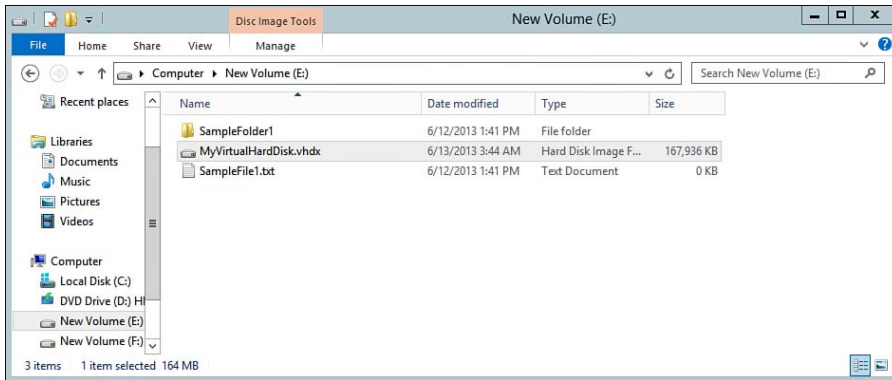 Disc Image Tools
New Volume (E:)
File Home Share View Manage
Computer New Volume (E:)
Search New Volume (E:)
Recent places
Libraries
Documents
Music
Pictures
Videos
Computer
Local Disk (C:)
DVD Drive (D:) H
New Volume (E:)
New Volume (F:)
Name Date modified Type Size
SampleFolder1 6/12/2013 1:41 PM File folder
MyVirtualHardDisk.vhdx 6/13/2013 3:44 AM Hard Disk Image F... 167,936 KB
SampleFile1.txt 6/12/2013 1:41 PM Text Document 0 KB
3 items 1 item selected 164 MB